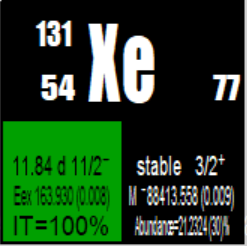 131
54 Xe 77
11.84 d 11/2⁻
Eex 163.930 (0.008)
IT=100%
stable 3/2⁺
M ⁻88413.558 (0.009)
Abundance=21.2324 (30)%